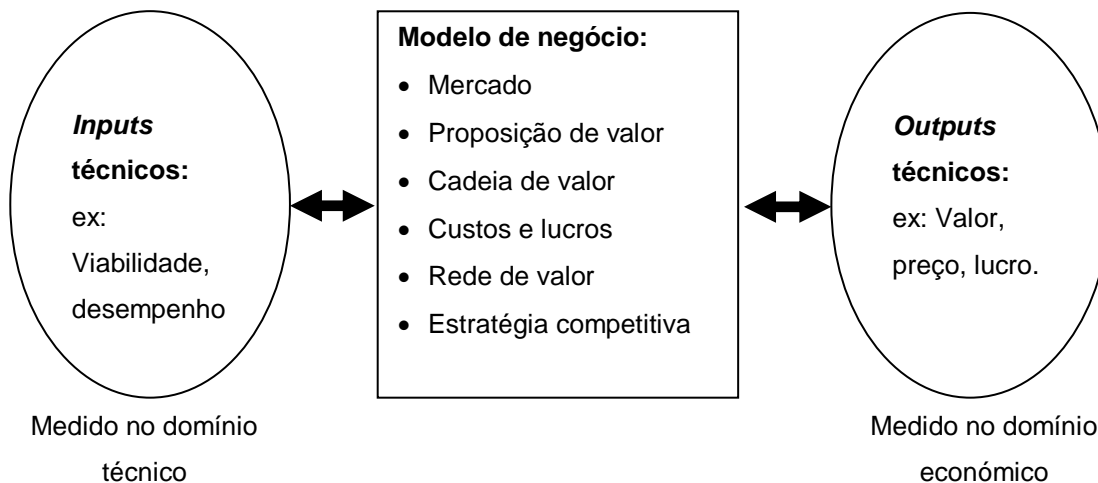 Inputs
técnicos:
ex:
Viabilidade,
desempenho
Medido no domínio
técnico
Modelo de negócio:
• Mercado
• Proposição de valor
• Cadeia de valor
• Custos e lucros
• Rede de valor
• Estratégia competitiva
Outputs
técnicos:
ex: Valor,
preço, lucro.
Medido no domínio
económico